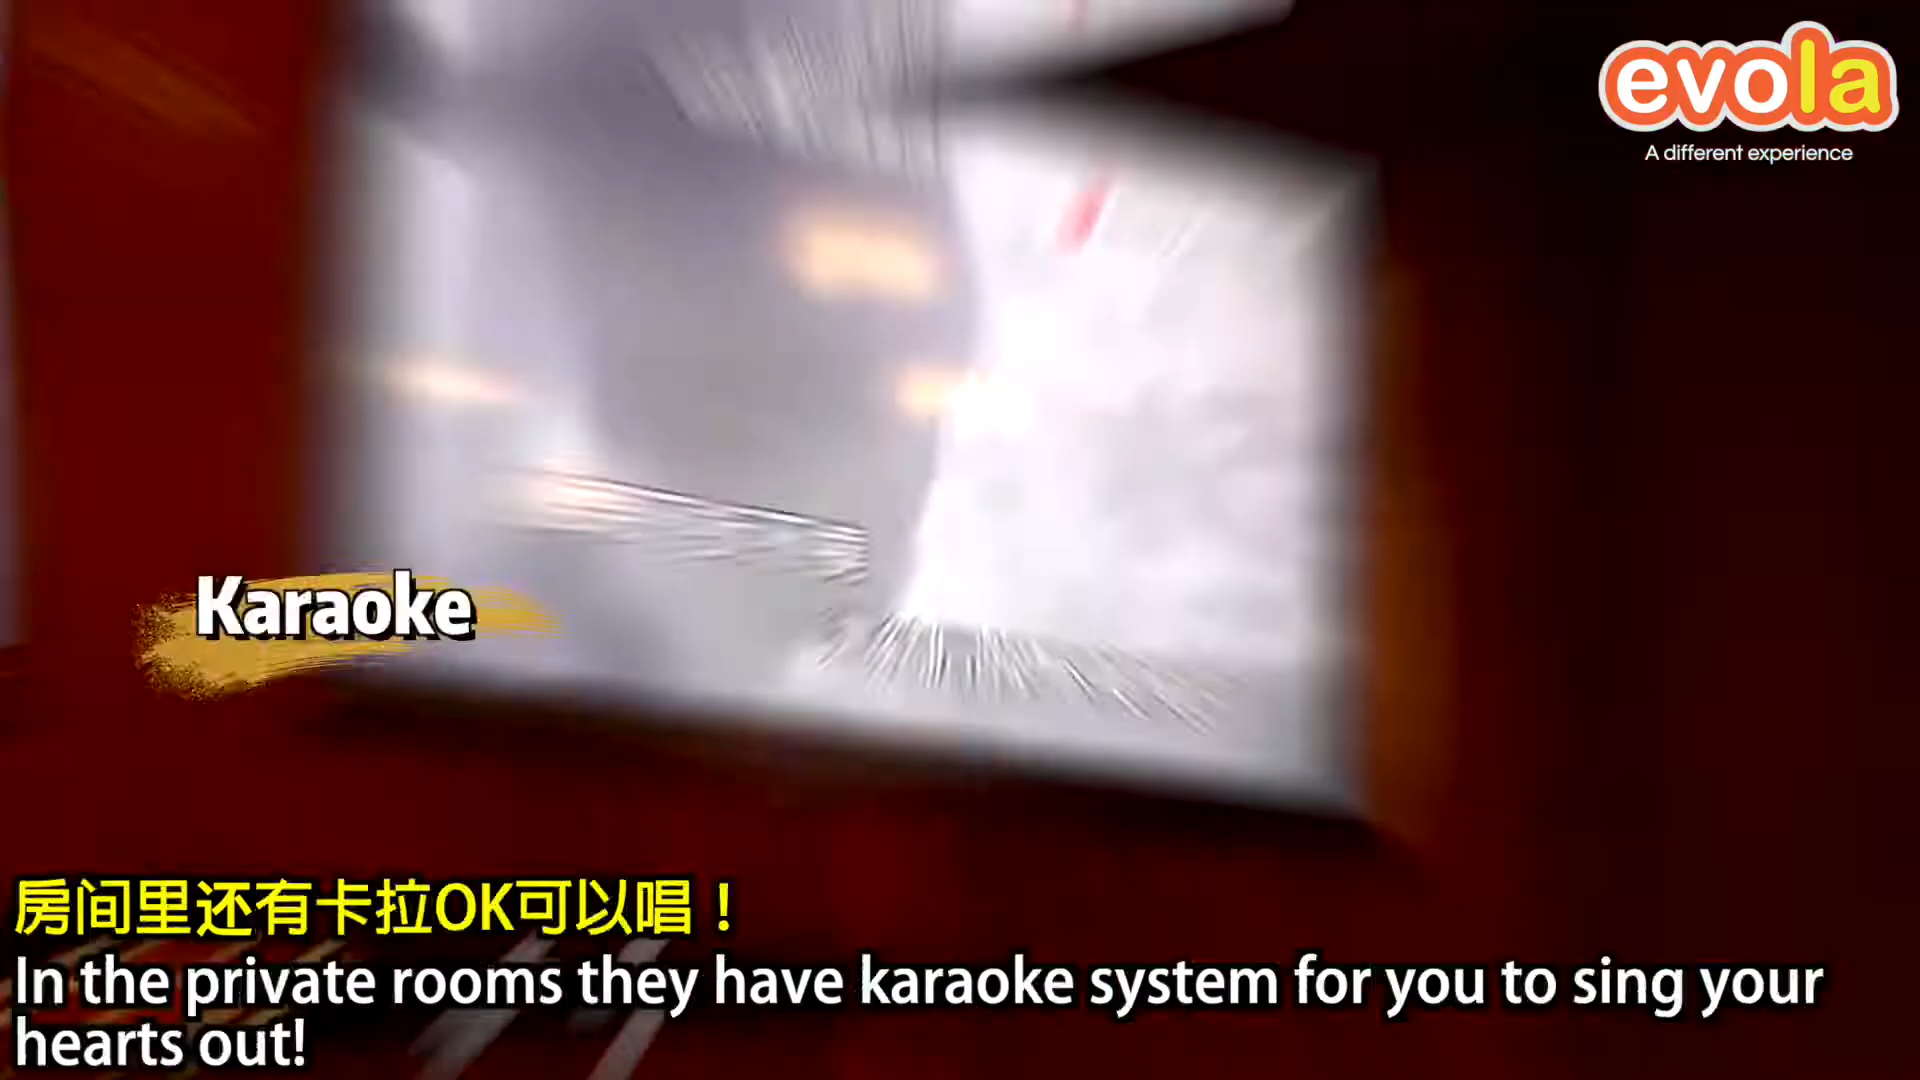 evola
A different experience
Karaoke
房间里还有卡拉OK可以唱！
In the private rooms they have karaoke system for you to sing your
hearts out!